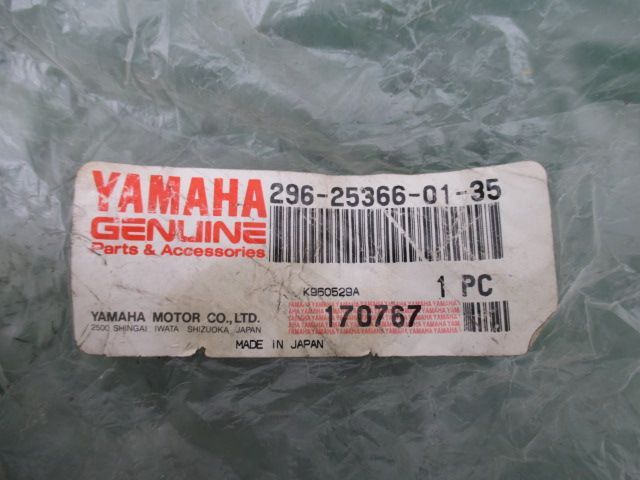 YAMAHA
GENUINE
Parts & Accessories
296-25366-01-35
K960529A
1 PC
YAMAHA MOTOR CO., LTD.
2500 SHINGAI IWATA SHIZUOKA, JAPAN
170767
MADE IN JAPAN